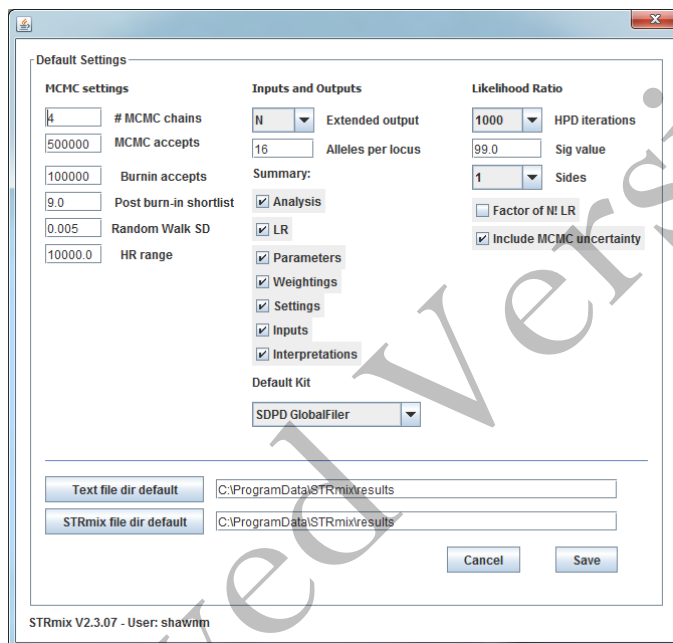 Default Settings
MCMC settings
4 # MCMC chains
500000 MCMC accepts
100000 Burnin accepts
9.0 Post burn-in shortlist
0.005 Random Walk SD
10000.0 HR range
Inputs and Outputs
N Extended output
16 Alleles per locus
Summary:
Analysis
LR
Parameters
Weightings
Settings
Inputs
Interpretations
Default Kit
SDPD GlobalFiler
Likelihood Ratio
1000 HPD iterations
99.0 Sig value
1 Sides
Factor of N! LR
Include MCMC uncertainty
Text file dir default C:\ProgramData\STRmix\results
STRmix file dir default C:\ProgramData\STRmix\results
Cancel Save
STRmix V2.3.07 - User: shawnm
ved Versi